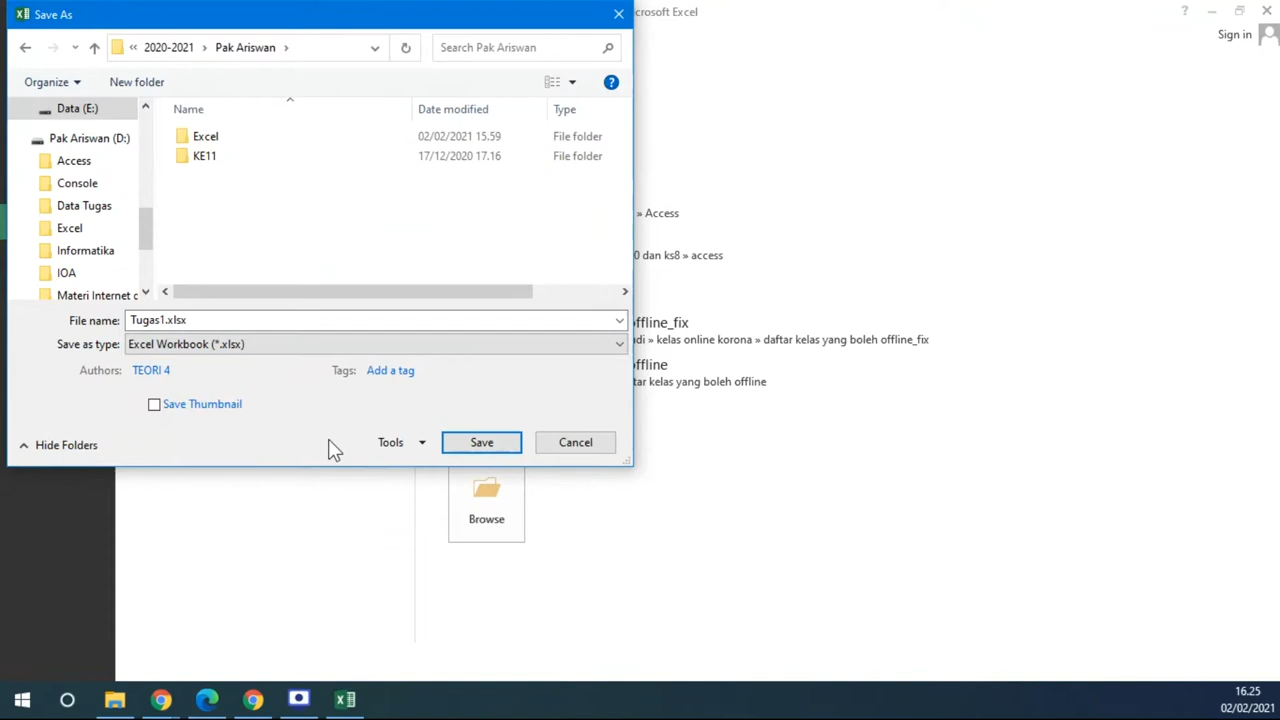 Save As
crosoft Excel
Sign in
2020-2021 Pak Ariswan
Search Pak Ariswan
Organize
New folder
Name
Date modified
Type
Data (E:)
Pak Ariswan (D:)
Access
Console
Data Tugas
Excel
Informatika
IOA
Materi Internet d
Excel 02/02/2021 15.59 File folder
KE11 17/12/2020 17.16 File folder
» Access
0 dan ks8 » access
ffline_fix
di » kelas online korona » daftar kelas yang boleh offline_fix
ffline
tar kelas yang boleh offline
File name: Tugas1.xlsx
Save as type: Excel Workbook (*.xlsx)
Authors: TEORI 4
Tags: Add a tag
Save Thumbnail
Hide Folders
Tools
Save
Cancel
Browse
16.25
02/02/2021